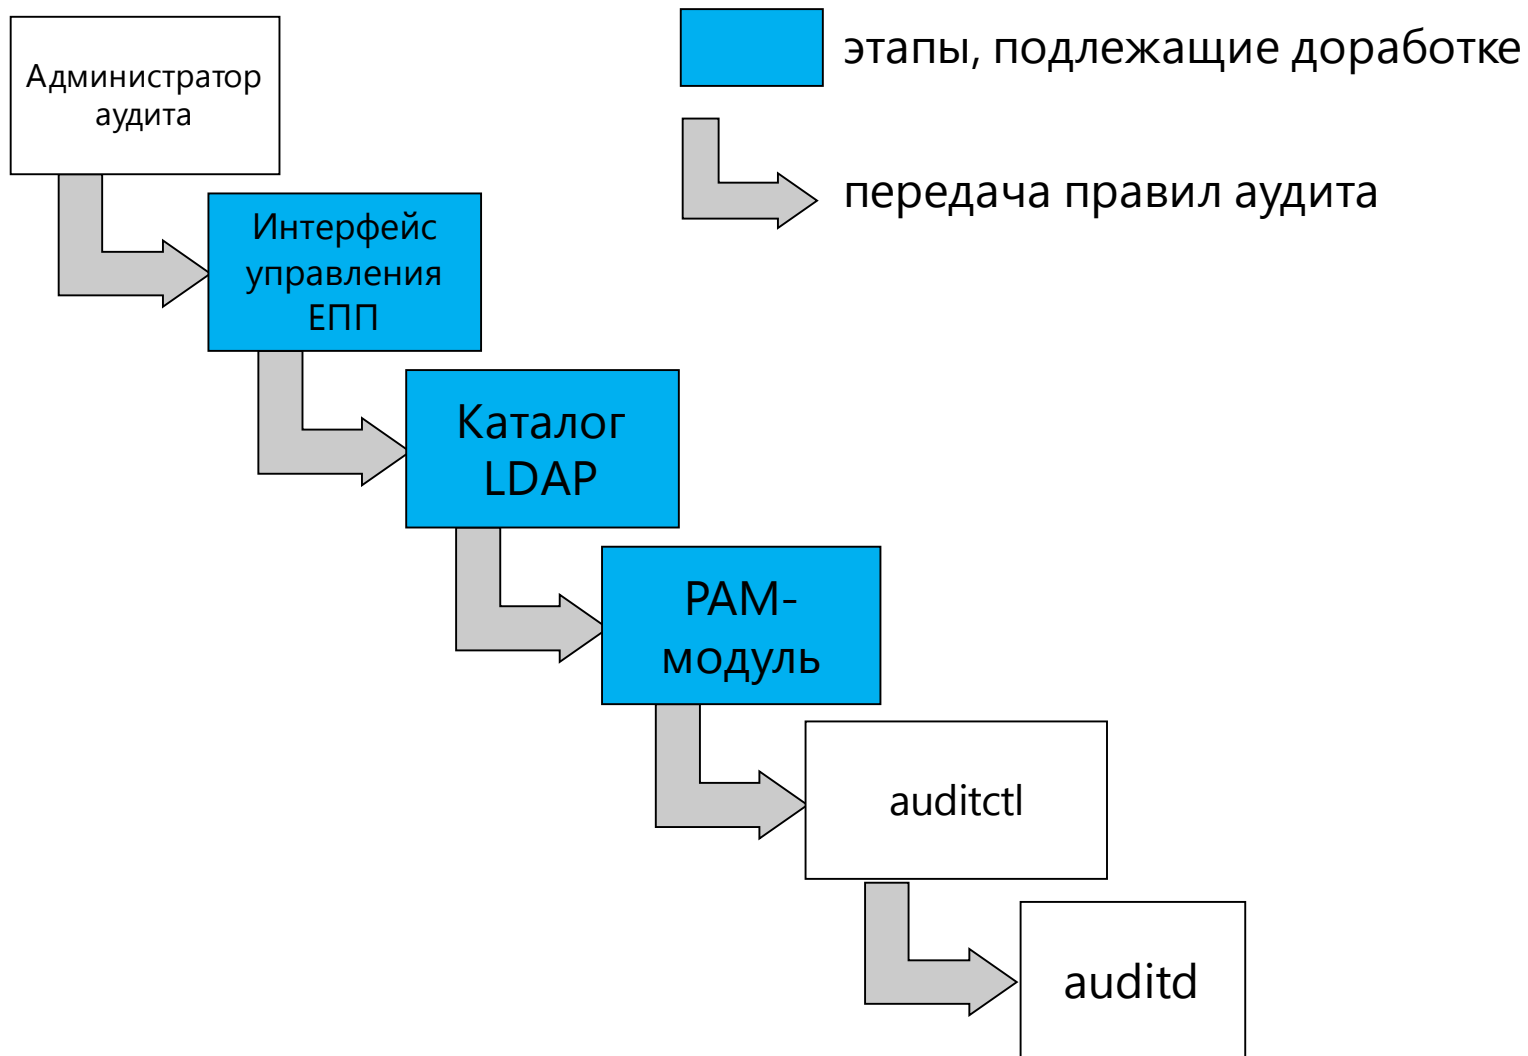 Администратор
аудита
этапы, подлежащие доработке
передача правил аудита
Интерфейс
управления
ЕПП
Каталог
LDAP
PAM-
модуль
auditctl
auditd